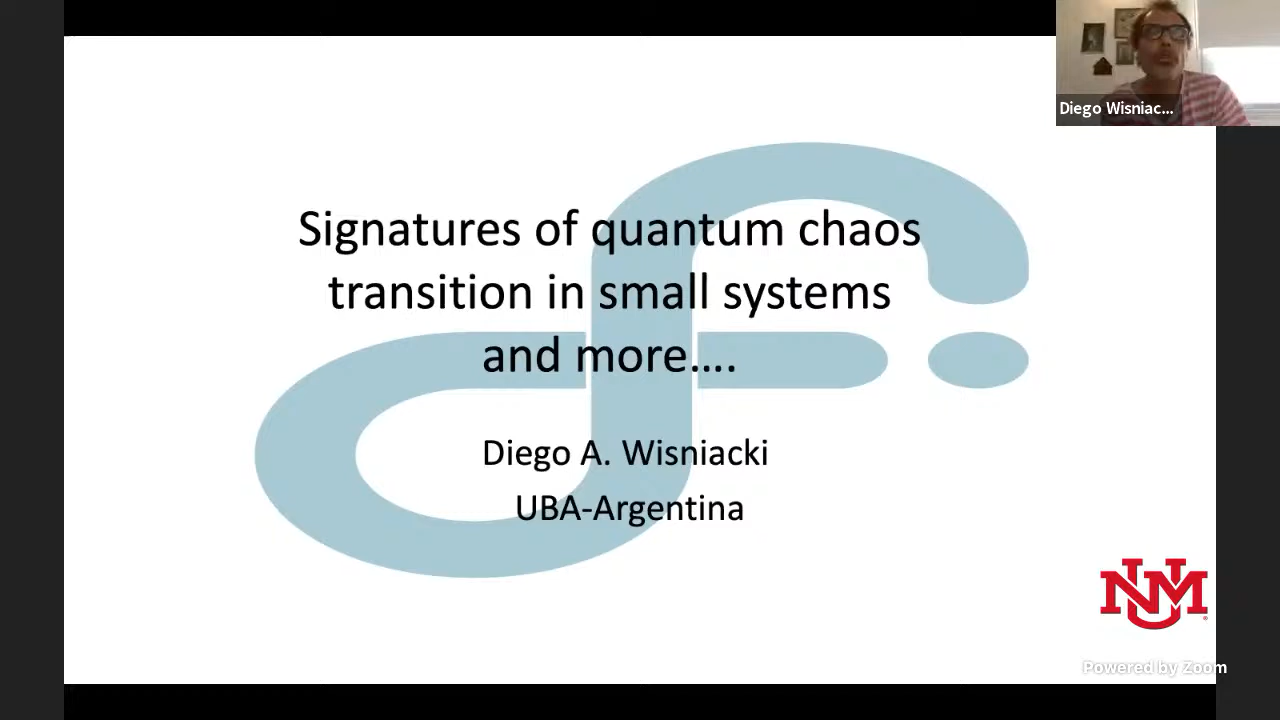 Diego Wisniac...
Signatures of quantum chaos
transition in small systems
and more....
Diego A. Wisniacki
UBA-Argentina
UNM
Powered by Zoom